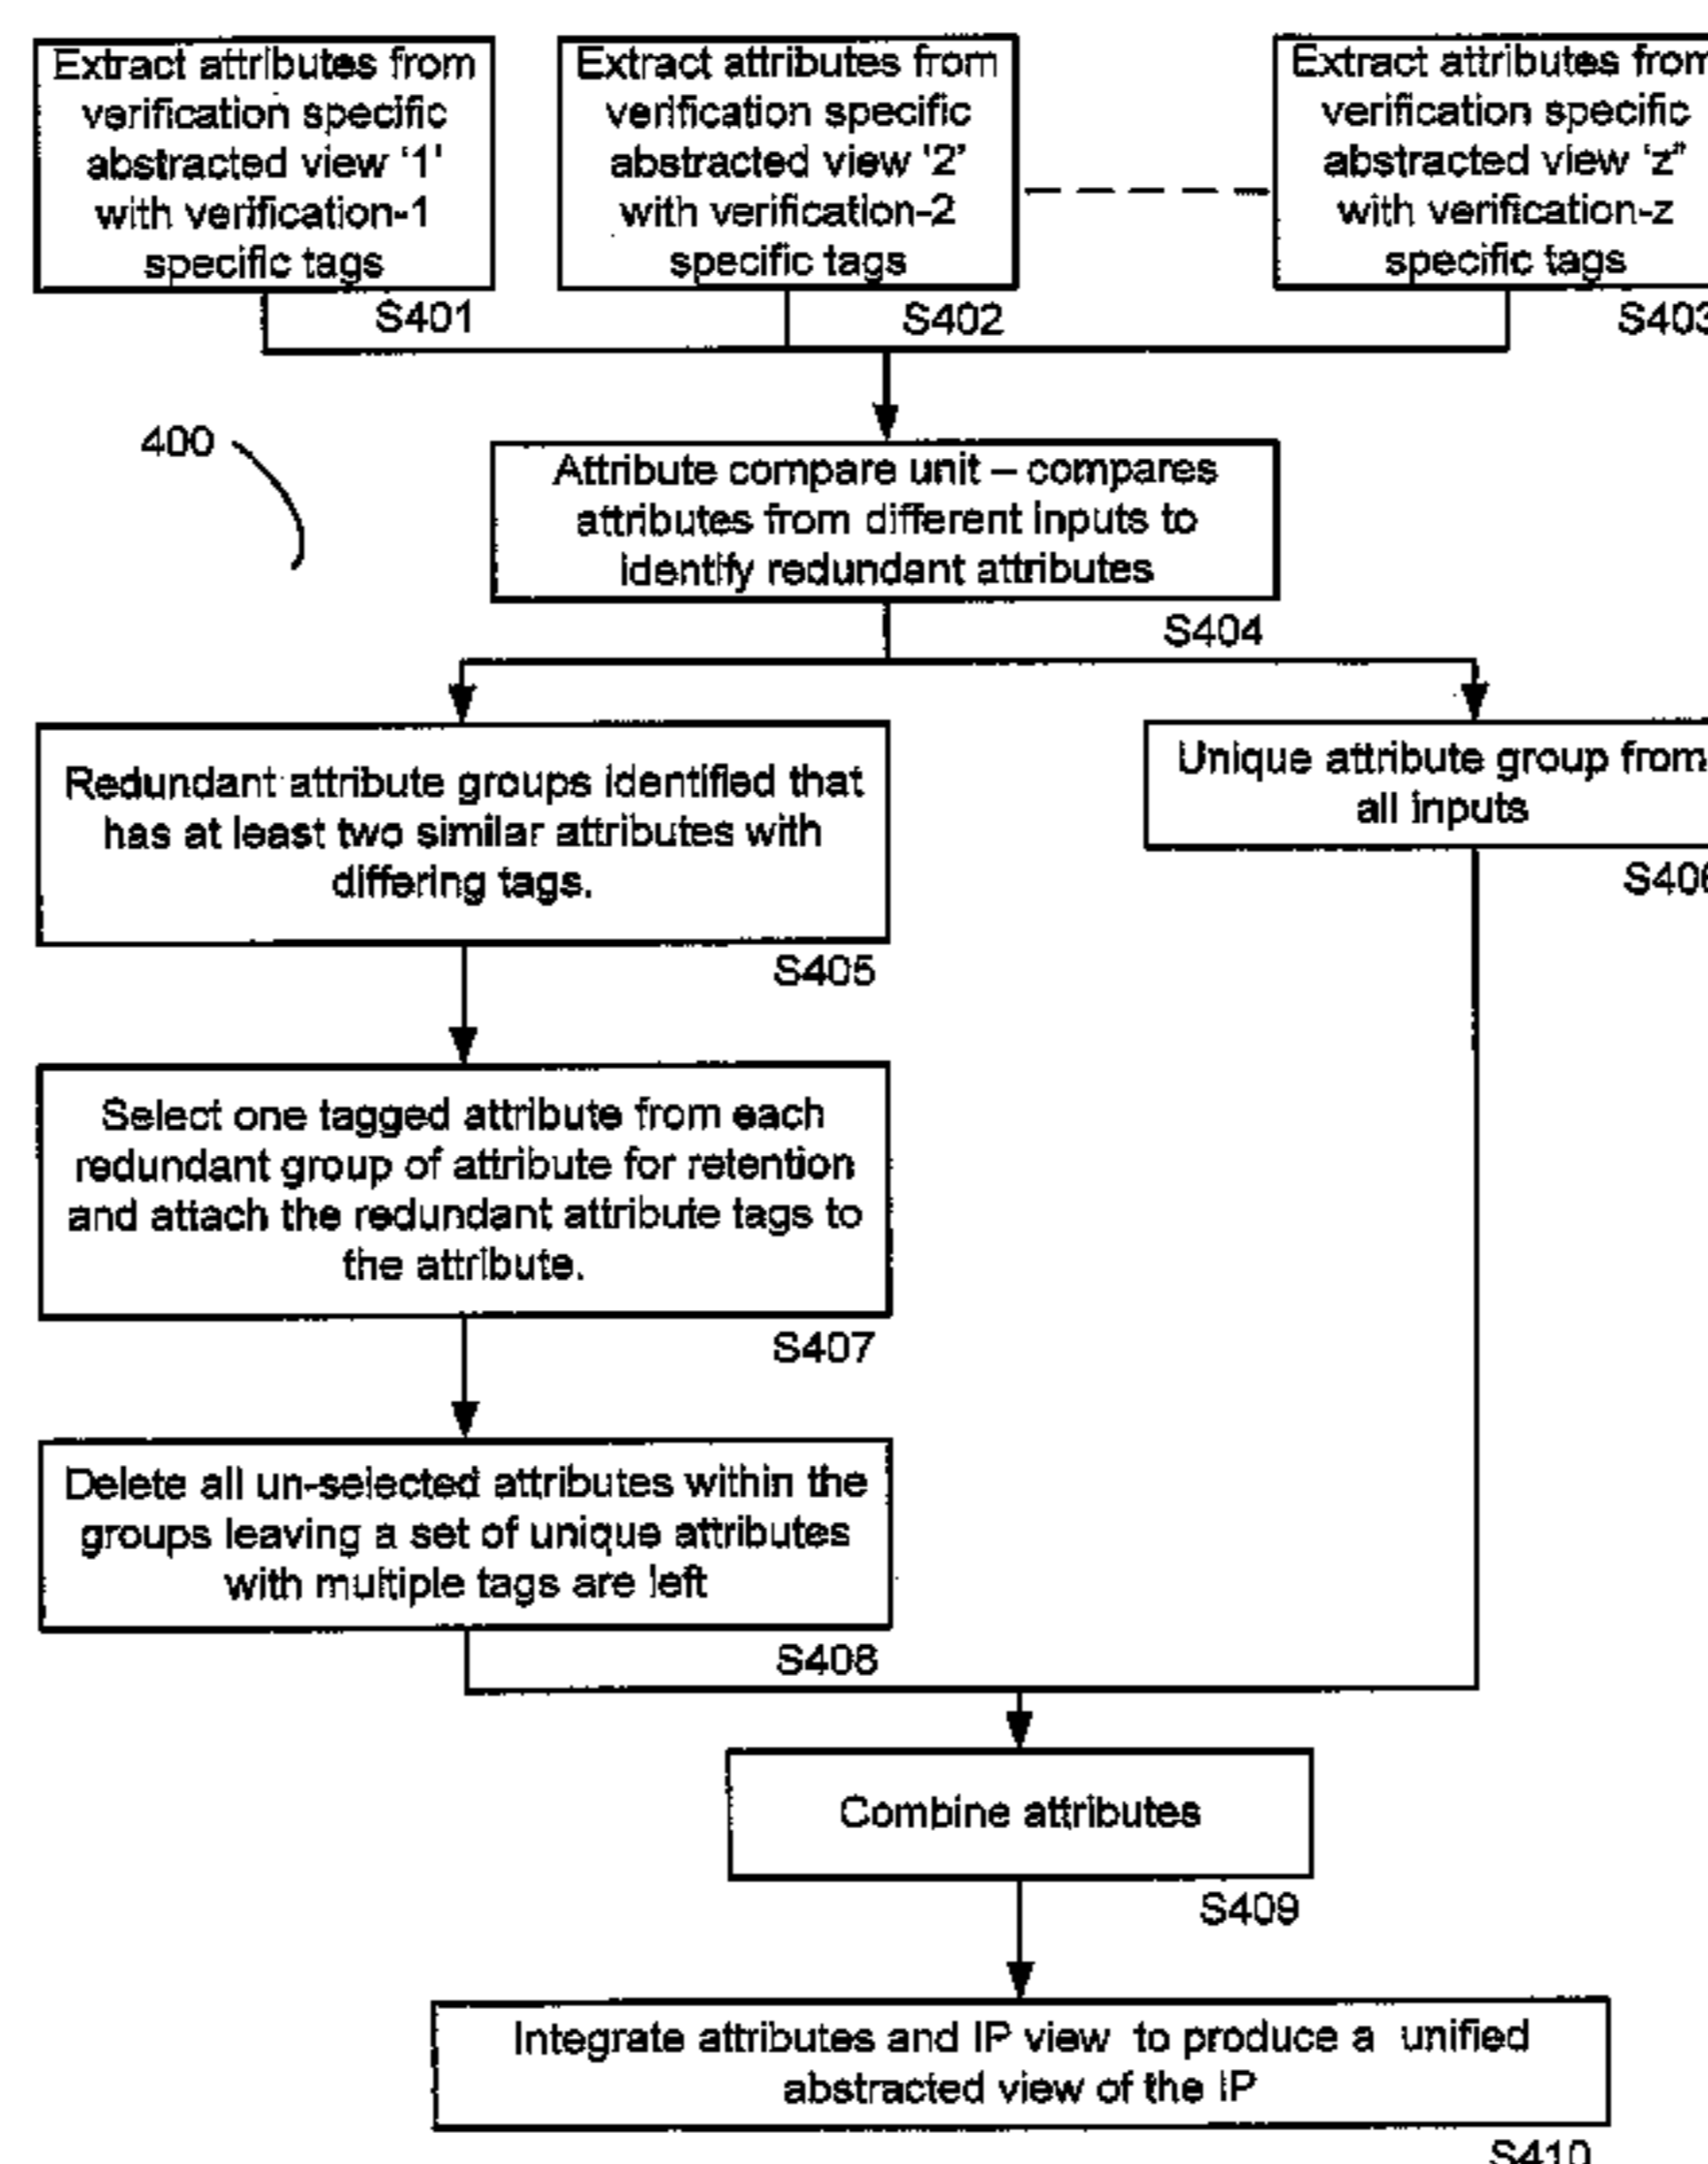 Extract attributes from
verification specific
abstracted view '1'
with verification-1
specific tags
S401
Extract attributes from
verification specific
abstracted view '2'
with verification-2
specific tags
S402
Extract attributes from
verification specific
abstracted view 'z"
with verification-z
specific tags
S403
400
Attribute compare unit – compares
attributes from different inputs to
identify redundant attributes
S404
Redundant attribute groups identified that
has at least two similar attributes with
differing tags.
S405
Unique attribute group from
all inputs
S406
Select one tagged attribute from each
redundant group of attribute for retention
and attach the redundant attribute tags to
the attribute.
S407
Delete all un-selected attributes within the
groups leaving a set of unique attributes
with multiple tags are left
S408
Combine attributes
S409
Integrate attributes and IP view to produce a unified
abstracted view of the IP
S410